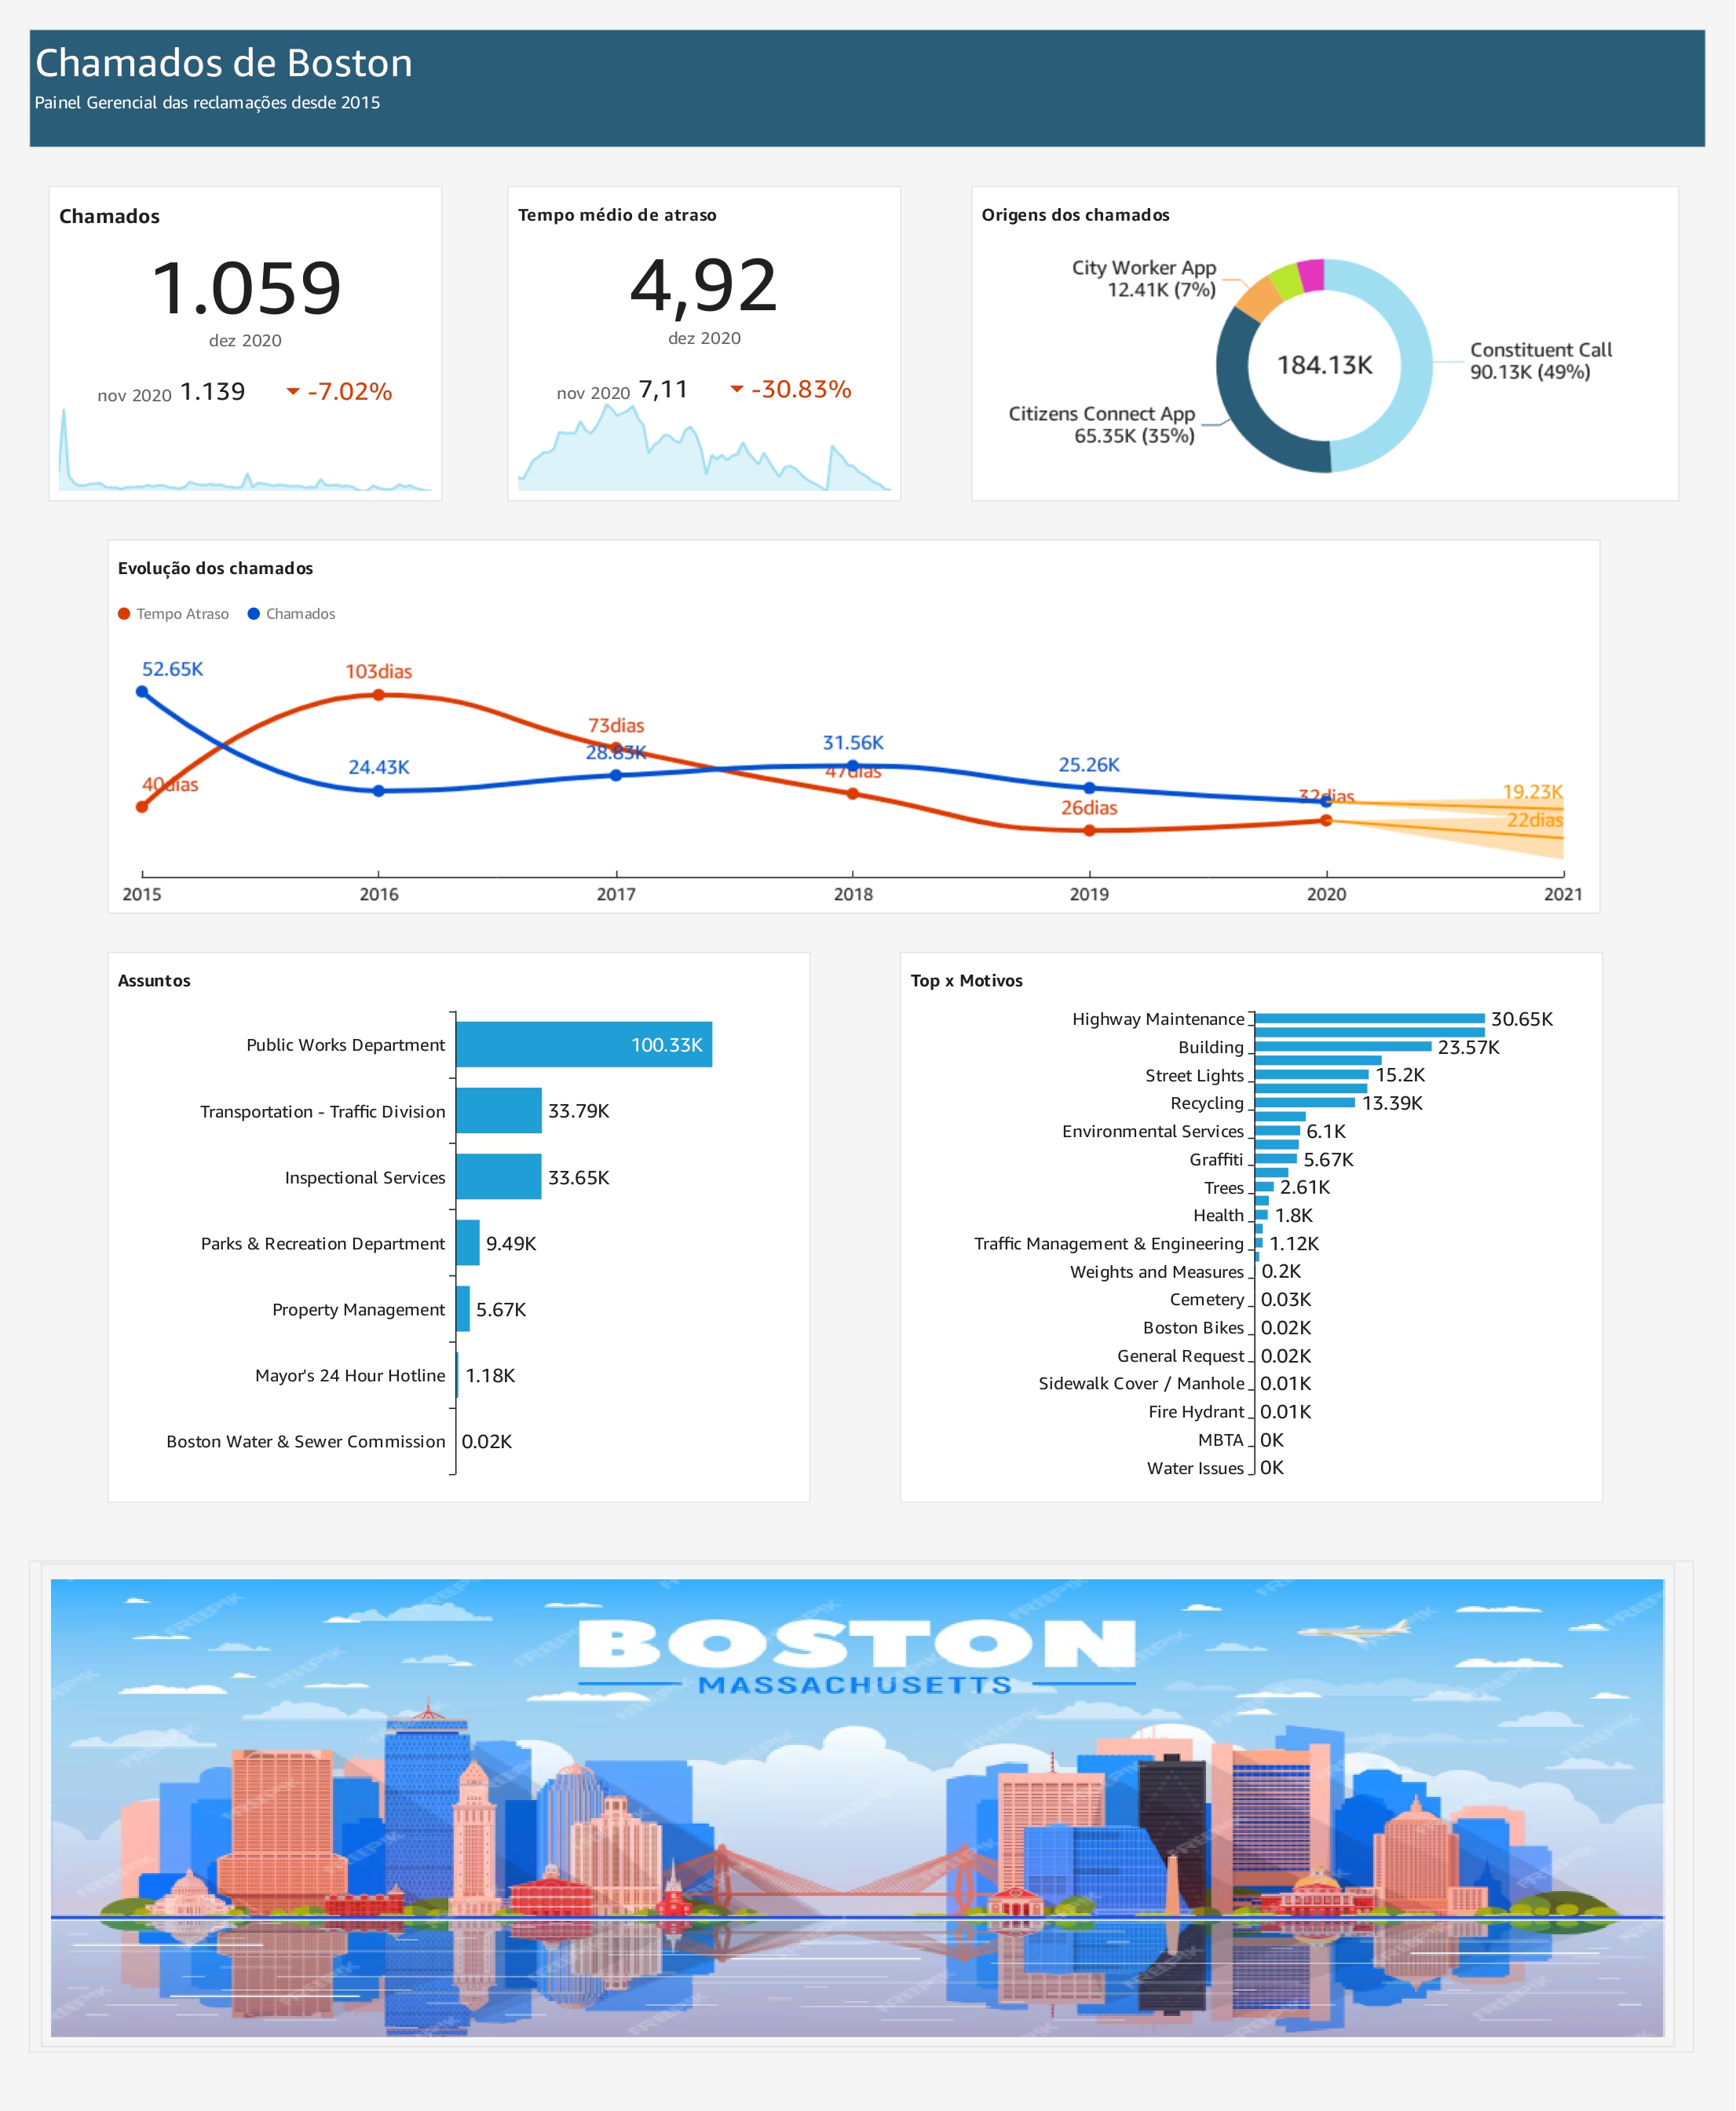 Chamados de Boston
Painel Gerencial das reclamações desde 2015
Chamados
1.059
dez 2020
nov 2020 1.139 -7.02%
Tempo médio de atraso
4,92
dez 2020
nov 2020 7,11 -30.83%
Origens dos chamados
City Worker App
12.41K (7%)
Constituent Call
90.13K (49%)
184.13K
Citizens Connect App
65.35K (35%)
Evolução dos chamados
Tempo Atraso Chamados
52.65K
103dias
73dias
28.83K
31.56K
24.43K
25.26K
47dias
40dias
26dias
32dias
19.23K
22dias
2015 2016 2017 2018 2019 2020 2021
Assuntos
Public Works Department 100.33K
Transportation - Traffic Division 33.79K
Inspectional Services 33.65K
Parks & Recreation Department 9.49K
Property Management 5.67K
Mayor's 24 Hour Hotline 1.18K
Boston Water & Sewer Commission 0.02K
Top x Motivos
Highway Maintenance 30.65K
Building 23.57K
Street Lights 15.2K
Recycling 13.39K
Environmental Services 6.1K
Graffiti 5.67K
Trees 2.61K
Health 1.8K
Traffic Management & Engineering 1.12K
Weights and Measures 0.2K
Cemetery 0.03K
Boston Bikes 0.02K
General Request 0.02K
Sidewalk Cover / Manhole 0.01K
Fire Hydrant 0.01K
MBTA 0K
Water Issues 0K
BOSTON
MASSACHUSETTS